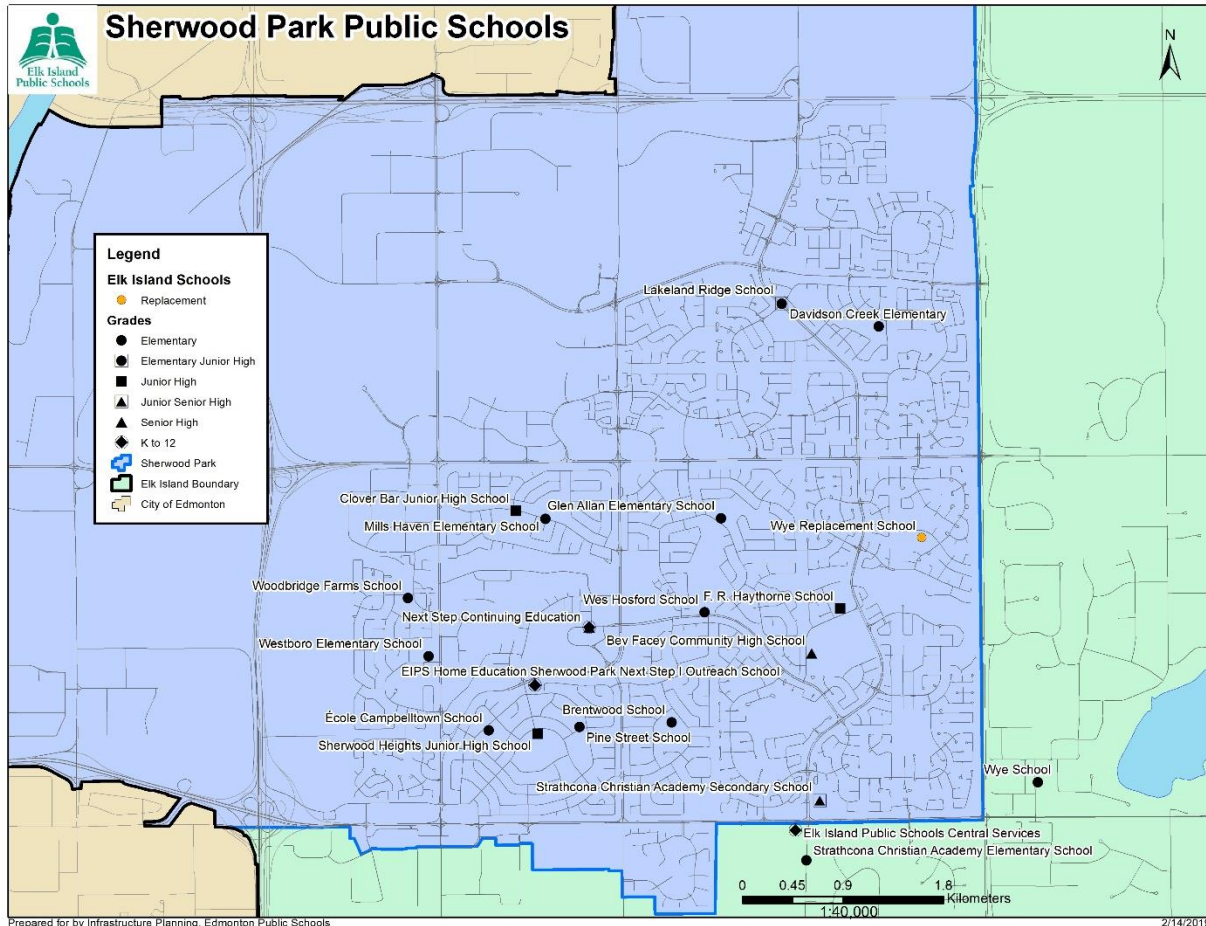 Sherwood Park Public Schools
Elk Island
Public Schools
N
Legend
Elk Island Schools
Replacement
Grades
Elementary
Elementary Junior High
Junior High
Junior Senior High
Senior High
K to 12
Sherwood Park
Elk Island Boundary
City of Edmonton
Lakeland Ridge School
Davidson Creek Elementary
Clover Bar Junior High School
Mills Haven Elementary School
Glen Allan Elementary School
Wye Replacement School
Woodbridge Farms School
Wes Hosford School
F. R. Haythorne School
Next Step Continuing Education
Bev Facey Community High School
Westboro Elementary School
EIPS Home Education Sherwood Park Next Step I Outreach School
École Campbelltown School
Brentwood School
Pine Street School
Sherwood Heights Junior High School
Wye School
Strathcona Christian Academy Secondary School
Elk Island Public Schools Central Services
Strathcona Christian Academy Elementary School
0 0.45 0.9 1.8
Kilometers
1:40,000
Prepared for by Infrastructure Planning, Edmonton Public Schools
2/14/2019